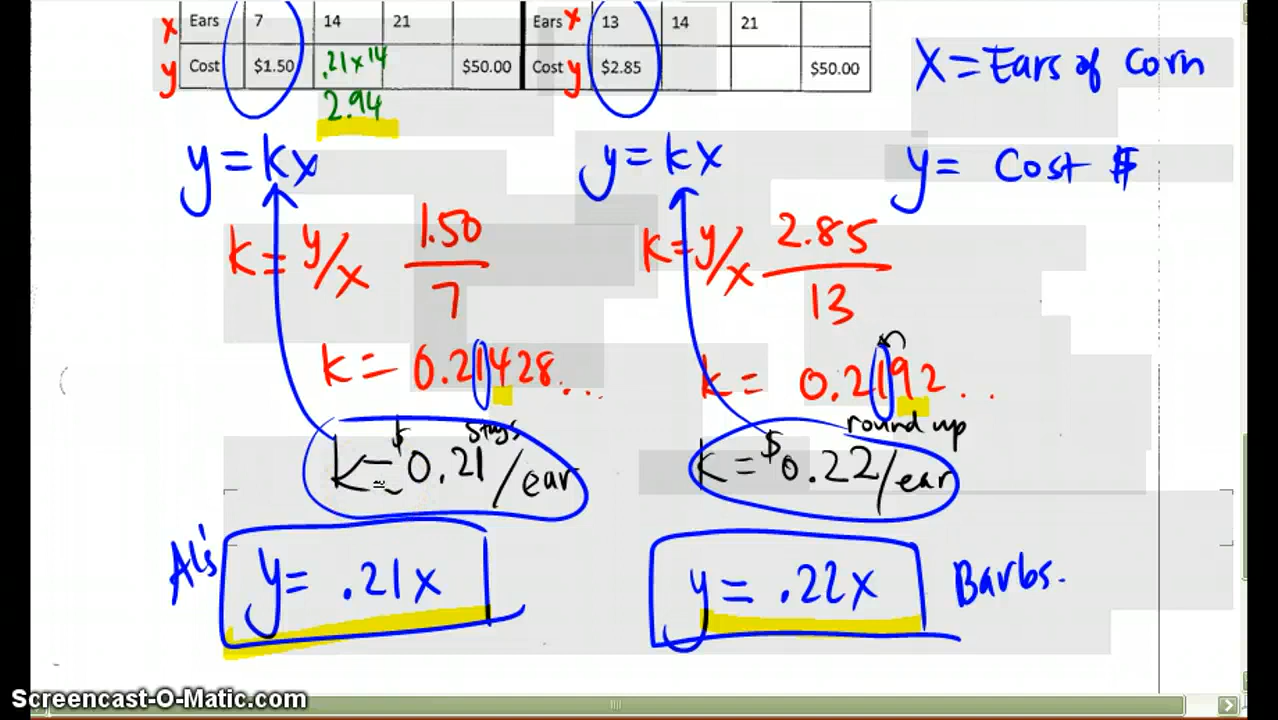 x Ears 7 14 21 Ears x 13 14 21
y Cost $1.50 .21x14 $50.00 Cost y $2.85 $50.00
2.94
x = Ears of Corn
y = kx y = kx y = Cost $
k = y/x 1.50/7 k = y/x 2.85/13
k = 0.21428... k = 0.2192...
stays round up
k = $0.21/ear k = $0.22/ear
Al's y = .21x y = .22x Barbs.
Screencast-O-Matic.com